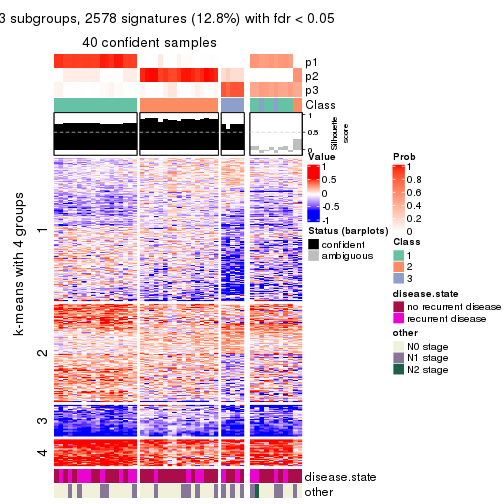 3 subgroups, 2578 signatures (12.8%) with fdr < 0.05
40 confident samples
p1
p2
p3
Class
1
0.5
0
Silhouette
score
k-means with 4 groups
1
2
3
4
disease.state
other
Value
1
0.5
0
-0.5
-1
Status (barplots)
confident
ambiguous
Prob
1
0.8
0.6
0.4
0.2
0
Class
1
2
3
disease.state
no recurrent disease
recurrent disease
other
N0 stage
N1 stage
N2 stage